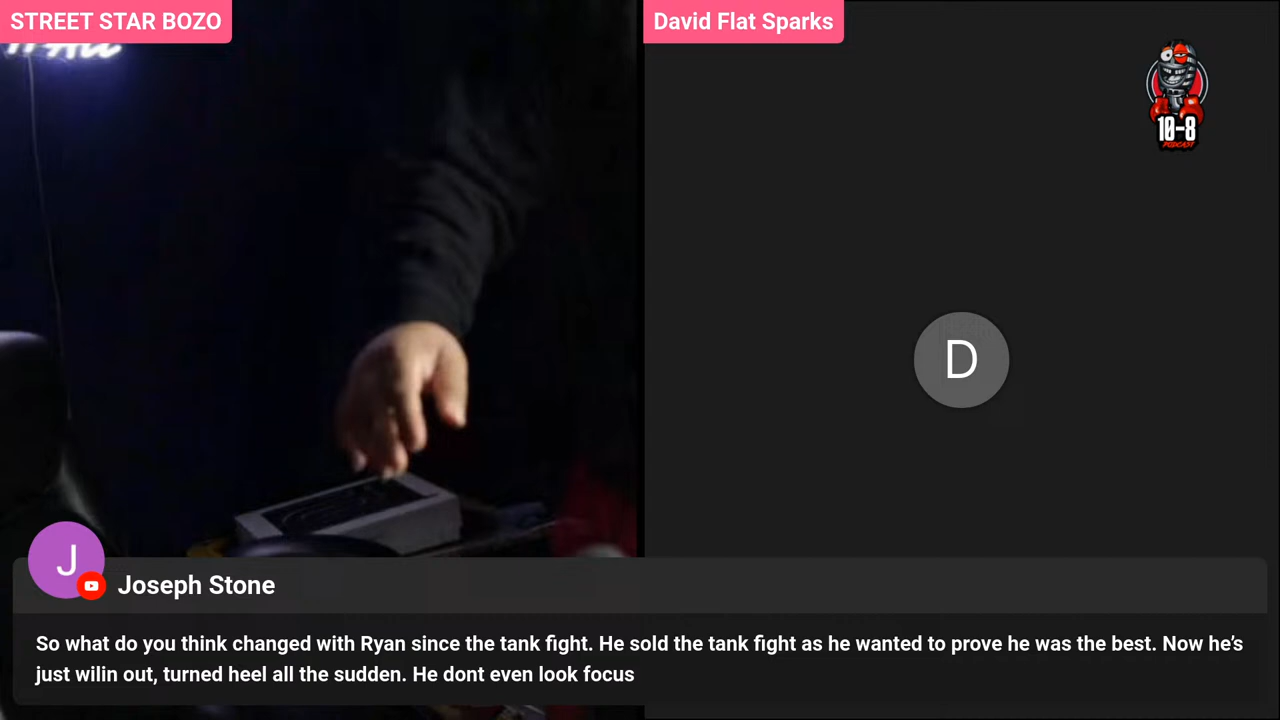 STREET STAR BOZO
David Flat Sparks
10-8
PODCAST
D
J
Joseph Stone
So what do you think changed with Ryan since the tank fight. He sold the tank fight as he wanted to prove he was the best. Now he's
just wilin out, turned heel all the sudden. He dont even look focus